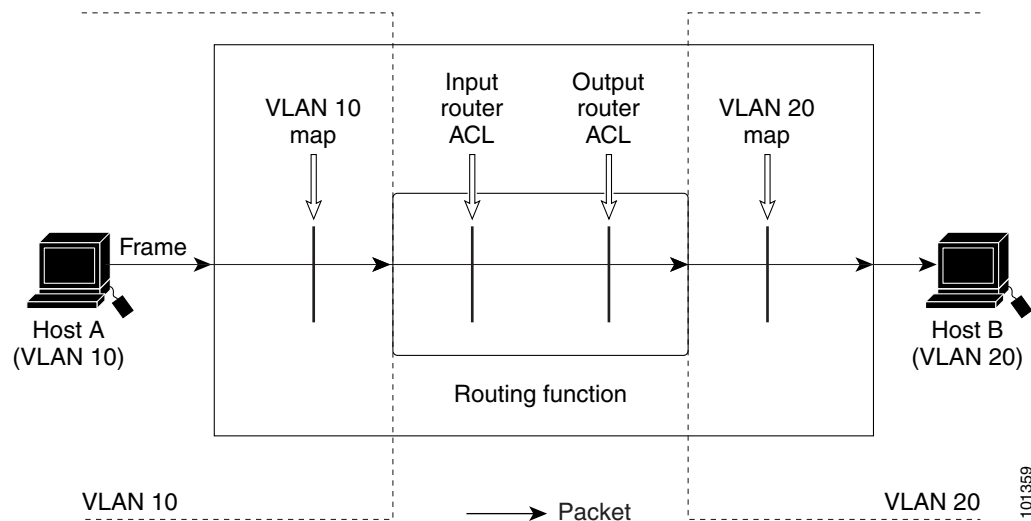 VLAN 10
map
Input
router
ACL
Output
router
ACL
VLAN 20
map
Frame
Host A
(VLAN 10)
Host B
(VLAN 20)
Routing function
VLAN 10
Packet
VLAN 20
101359